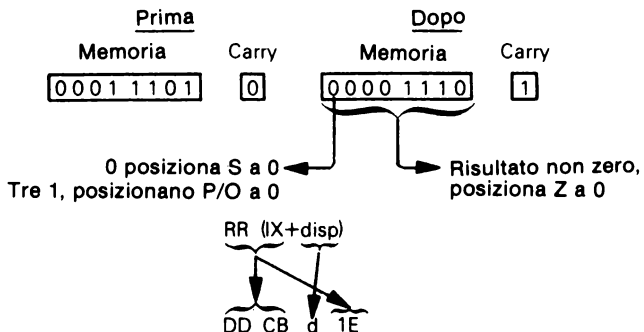 Prima Dopo
Memoria Carry Memoria Carry
0001 1101 0 0000 1110 1
0 posiziona S a 0
Tre 1, posizionano P/O a 0
Risultato non zero,
posiziona Z a 0
RR (IX+disp)
DD CB d 1E